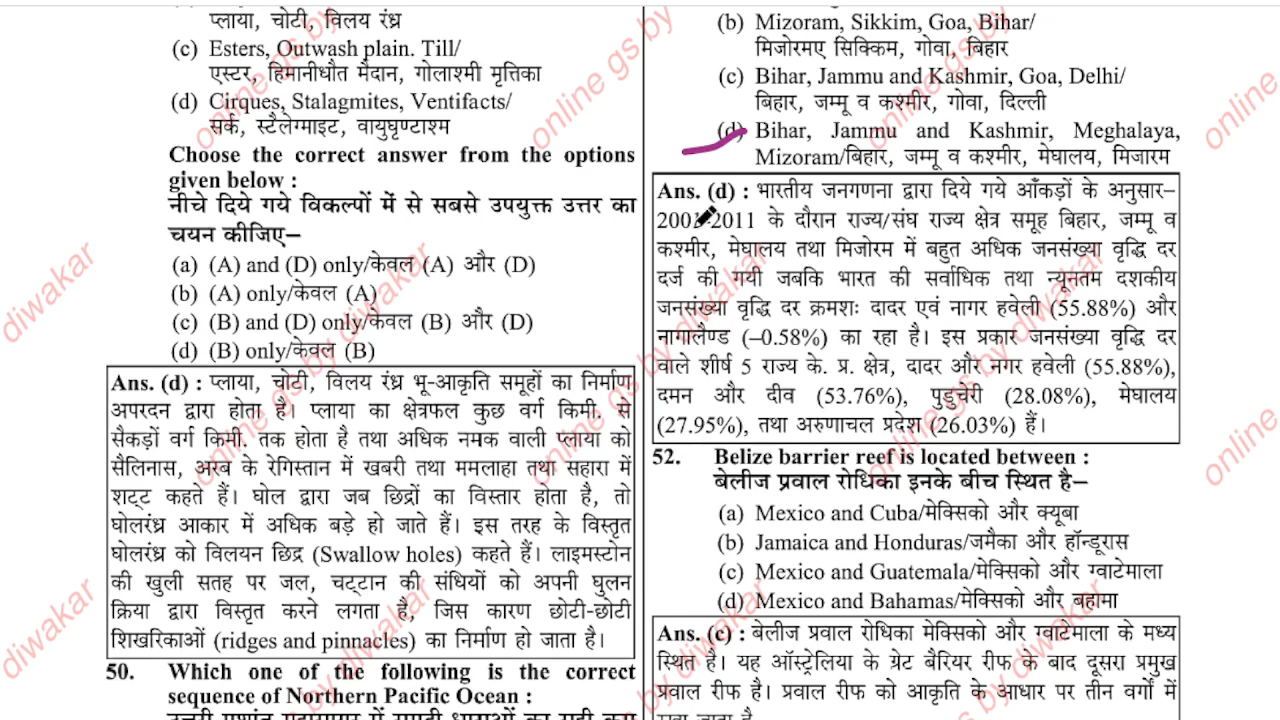 प्लाया, चोटी, विलय रंध्र
(c) Esters, Outwash plain. Till/
एस्टर, हिमानीधौत मैदान, गोलाश्मी मृत्तिका
(d) Cirques, Stalagmites, Ventifacts/
सर्क, स्टैलेग्माइट, वायुघृण्टाश्म
Choose the correct answer from the options
given below :
नीचे दिये गये विकल्पों में से सबसे उपयुक्त उत्तर का
चयन कीजिए–
(a) (A) and (D) only/केवल (A) और (D)
(b) (A) only/केवल (A)
(c) (B) and (D) only/केवल (B) और (D)
(d) (B) only/केवल (B)
Ans. (d) : प्लाया, चोटी, विलय रंध्र भू-आकृति समूहों का निर्माण
अपरदन द्वारा होता है। प्लाया का क्षेत्रफल कुछ वर्ग किमी. से
सैकड़ों वर्ग किमी. तक होता है तथा अधिक नमक वाली प्लाया को
सैलिनास, अरब के रेगिस्तान में खबरी तथा ममलाहा तथा सहारा में
शट्ट कहते हैं। घोल द्वारा जब छिद्रों का विस्तार होता है, तो
घोलरंध्र आकार में अधिक बड़े हो जाते हैं। इस तरह के विस्तृत
घोलरंध्र को विलयन छिद्र (Swallow holes) कहते हैं। लाइमस्टोन
की खुली सतह पर जल, चट्टान की संधियों को अपनी घुलन
क्रिया द्वारा विस्तृत करने लगता है, जिस कारण छोटी-छोटी
शिखरिकाओं (ridges and pinnacles) का निर्माण हो जाता है।
50. Which one of the following is the correct
sequence of Northern Pacific Ocean :
(b) Mizoram, Sikkim, Goa, Bihar/
मिजोरमए सिक्किम, गोवा, बिहार
(c) Bihar, Jammu and Kashmir, Goa, Delhi/
बिहार, जम्मू व कश्मीर, गोवा, दिल्ली
(d) Bihar, Jammu and Kashmir, Meghalaya,
Mizoram/बिहार, जम्मू व कश्मीर, मेघालय, मिजारम
Ans. (d) : भारतीय जनगणना द्वारा दिये गये आँकड़ों के अनुसार–
2001-2011 के दौरान राज्य/संघ राज्य क्षेत्र समूह बिहार, जम्मू व
कश्मीर, मेघालय तथा मिजोरम में बहुत अधिक जनसंख्या वृद्धि दर
दर्ज की गयी जबकि भारत की सर्वाधिक तथा न्यूनतम दशकीय
जनसंख्या वृद्धि दर क्रमशः दादर एवं नागर हवेली (55.88%) और
नागालैण्ड (–0.58%) का रहा है। इस प्रकार जनसंख्या वृद्धि दर
वाले शीर्ष 5 राज्य के. प्र. क्षेत्र, दादर और नगर हवेली (55.88%),
दमन और दीव (53.76%), पुडुचेरी (28.08%), मेघालय
(27.95%), तथा अरुणाचल प्रदेश (26.03%) हैं।
52. Belize barrier reef is located between :
बेलीज प्रवाल रोधिका इनके बीच स्थित है–
(a) Mexico and Cuba/मेक्सिको और क्यूबा
(b) Jamaica and Honduras/जमैका और हॉन्डूरास
(c) Mexico and Guatemala/मेक्सिको और ग्वाटेमाला
(d) Mexico and Bahamas/मेक्सिको और बहामा
Ans. (c) : बेलीज प्रवाल रोधिका मेक्सिको और ग्वाटेमाला के मध्य
स्थित है। यह ऑस्ट्रेलिया के ग्रेट बैरियर रीफ के बाद दूसरा प्रमुख
प्रवाल रीफ है। प्रवाल रीफ को आकृति के आधार पर तीन वर्गों में
online gs by diwakar